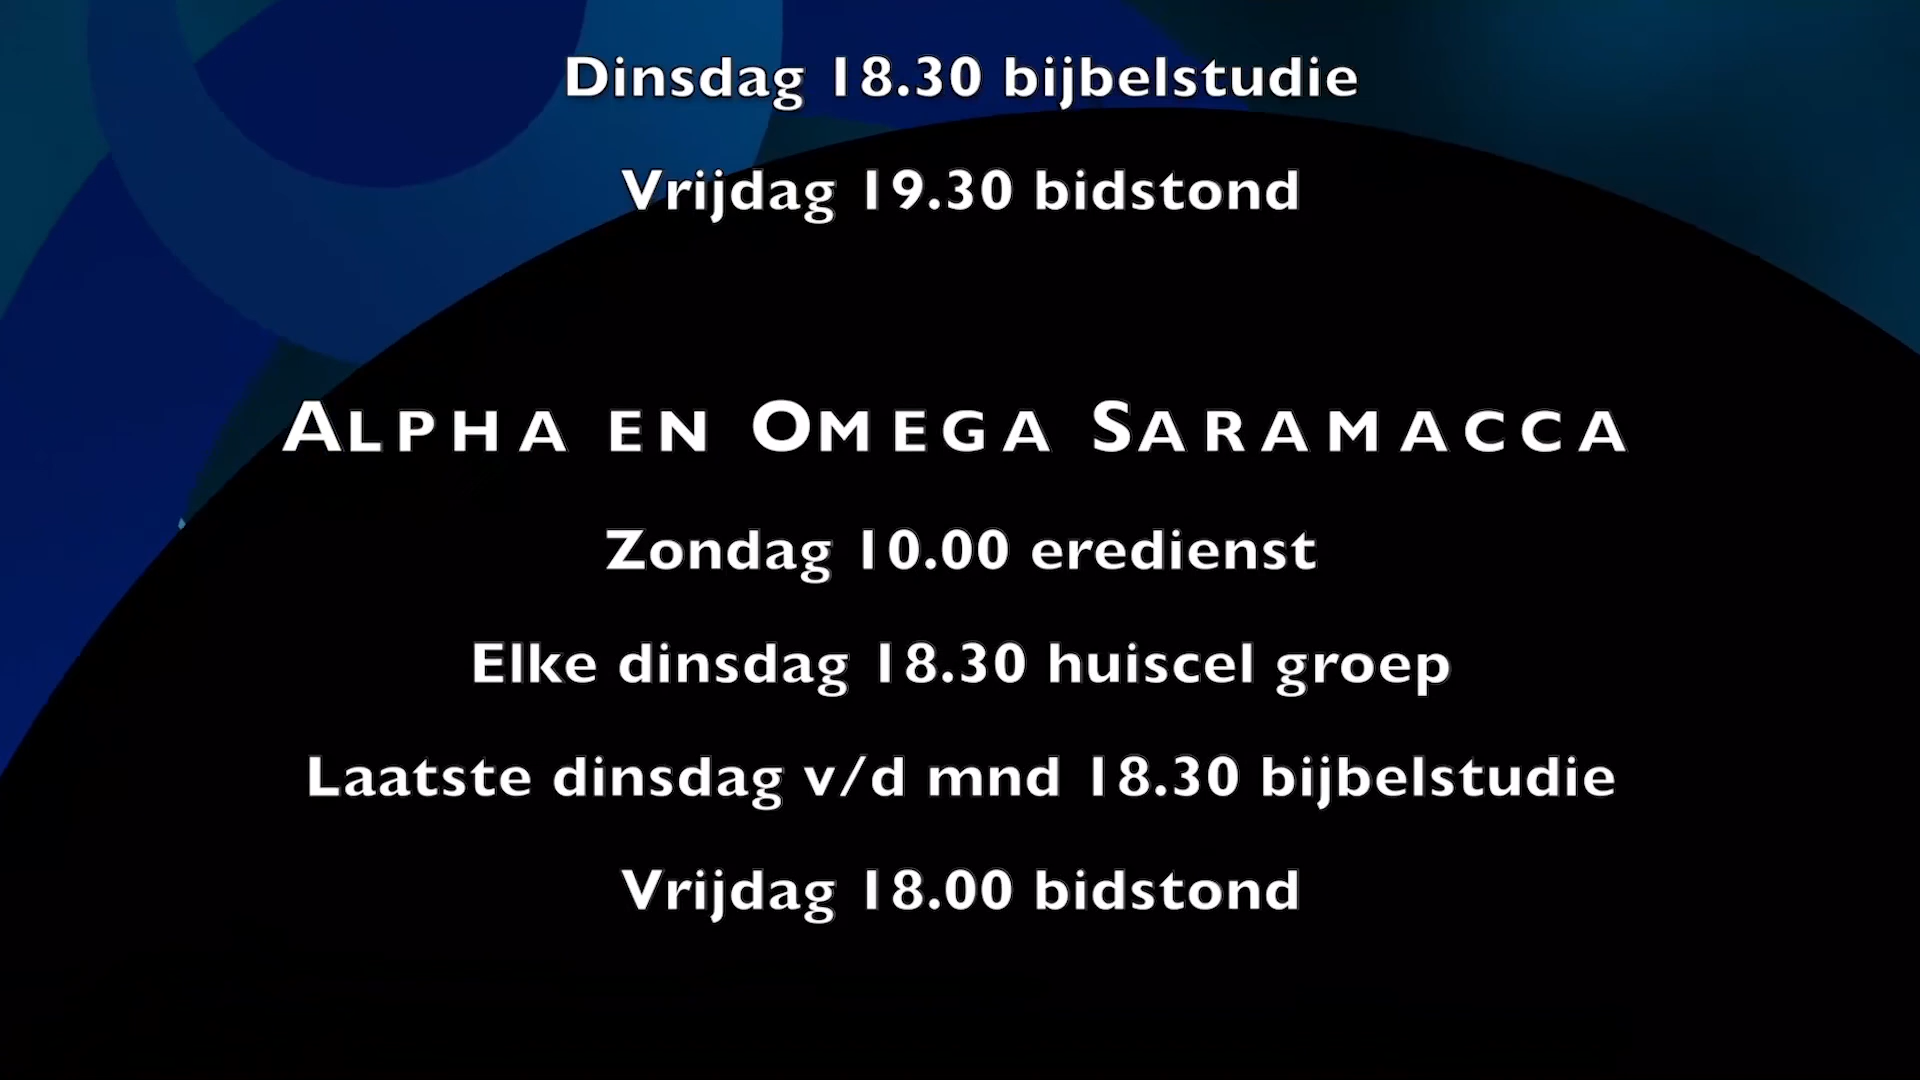 Dinsdag 18.30 bijbelstudie
Vrijdag 19.30 bidstond
Alpha en Omega Saramacca
Zondag 10.00 eredienst
Elke dinsdag 18.30 huiscel groep
Laatste dinsdag v/d mnd 18.30 bijbelstudie
Vrijdag 18.00 bidstond